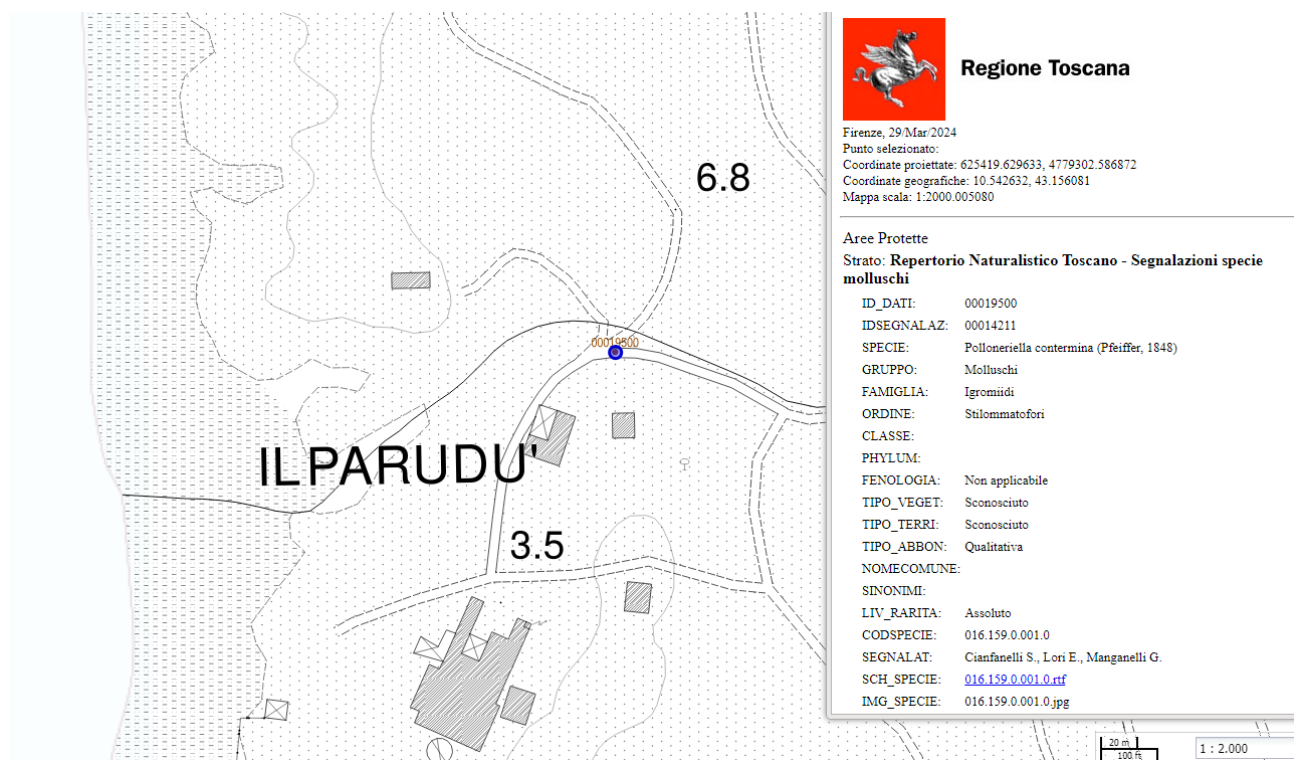 6.8
00019500
ILPARUDU'
3.5
Regione Toscana
Firenze, 29/Mar/2024
Punto selezionato:
Coordinate proiettate: 625419.629633, 4779302.586872
Coordinate geografiche: 10.542632, 43.156081
Mappa scala: 1:2000.005080
Aree Protette
Strato: Repertorio Naturalistico Toscano - Segnalazioni specie
molluschi
ID_DATI: 00019500
IDSEGNALAZ: 00014211
SPECIE: Polloneriella contermina (Pfeiffer, 1848)
GRUPPO: Molluschi
FAMIGLIA: Igromiidi
ORDINE: Stilommatofori
CLASSE:
PHYLUM:
FENOLOGIA: Non applicabile
TIPO_VEGET: Sconosciuto
TIPO_TERRI: Sconosciuto
TIPO_ABBON: Qualitativa
NOMECOMUNE:
SINONIMI:
LIV_RARITA: Assoluto
CODSPECIE: 016.159.0.001.0
SEGNALAT: Cianfanelli S., Lori E., Manganelli G.
SCH_SPECIE: 016.159.0.001.0.rtf
IMG_SPECIE: 016.159.0.001.0.jpg
20 m
100 ft
1 : 2.000